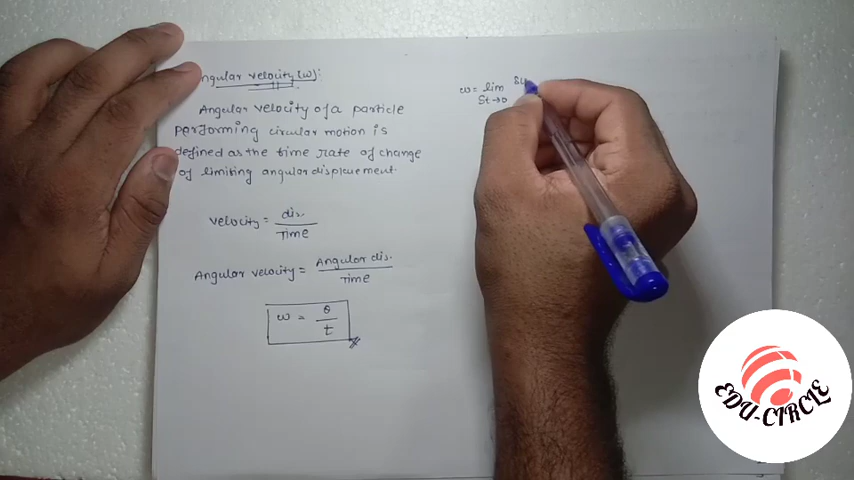 ngular velocity (ω):
Angular velocity of a particle
performing circular motion is
defined as the time rate of change
of limiting angular displacement.
velocity = dis. / Time
Angular velocity = Angular dis. / Time
ω = θ / t
ω = lim
δt→0
EDU-CIRCLE